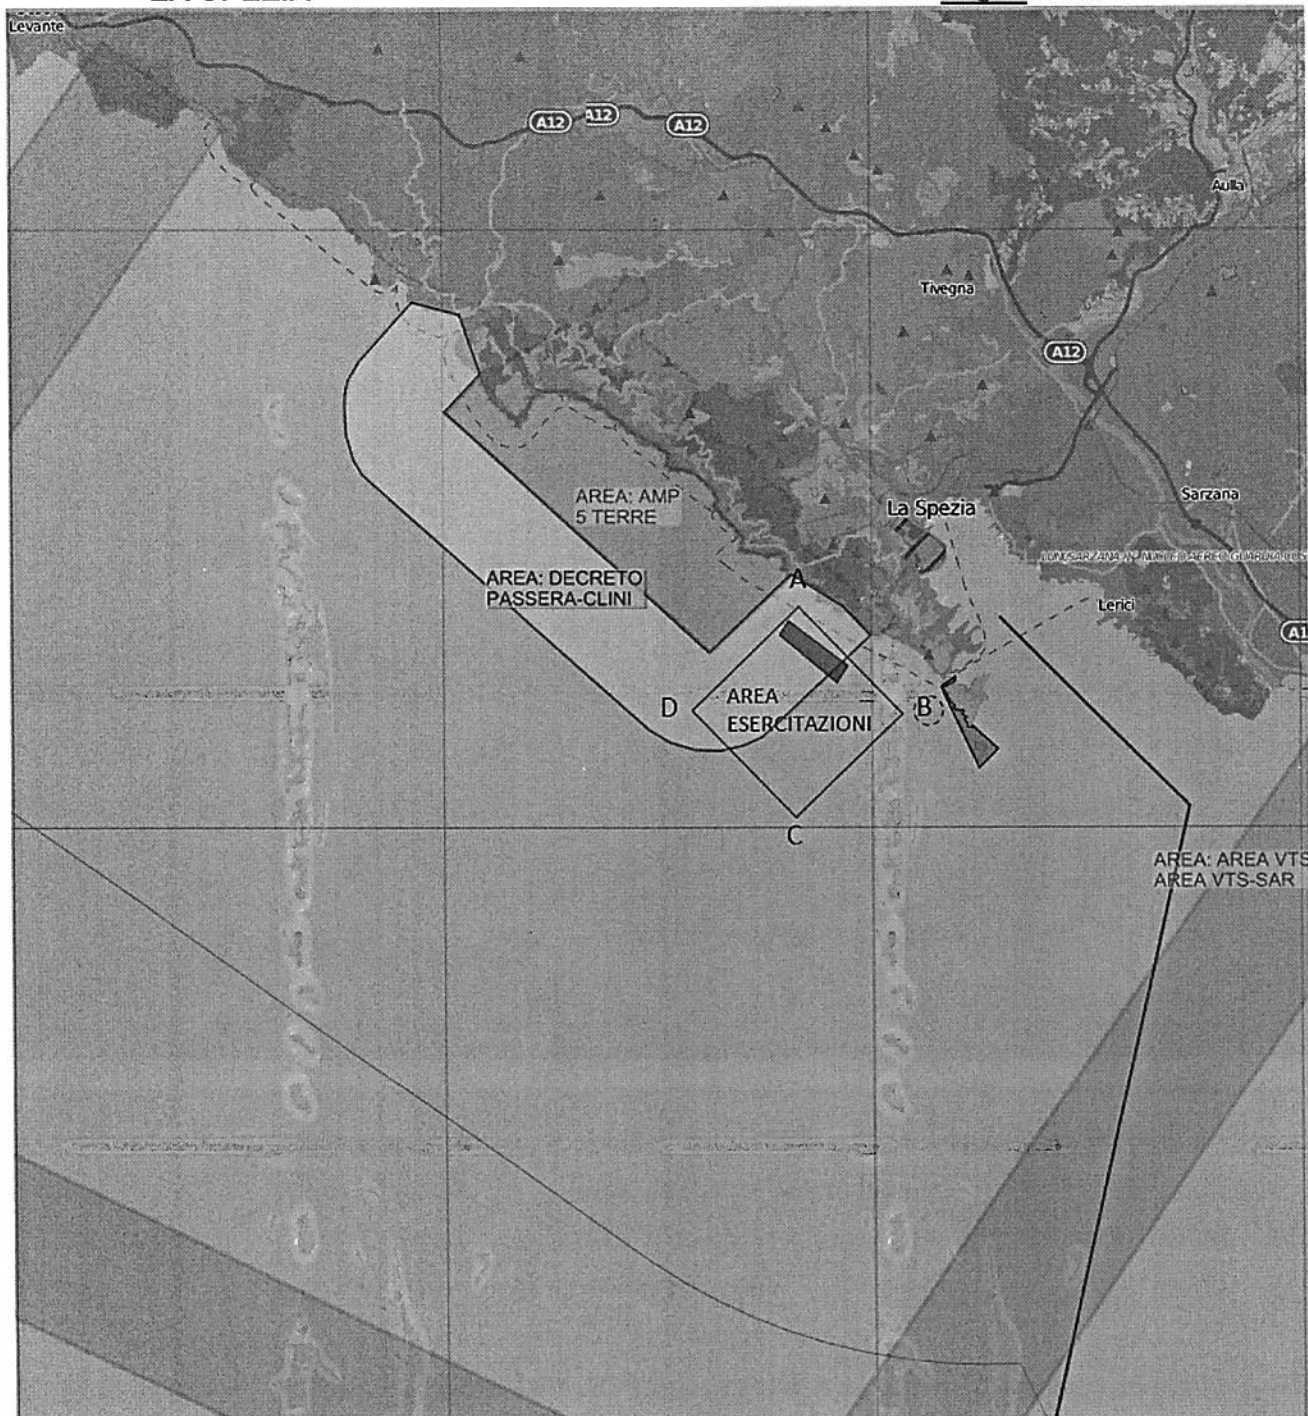 Levante
A12
A12
A12
Aulla
Tivegna
A12
AREA: AMP
5 TERRE
La Spezia
Sarzana
AREA: DECRETO
PASSERA-CLINI
A
Lerici
A1
D
AREA
ESERCITAZIONI
B
C
AREA: AREA VTS
AREA VTS-SAR